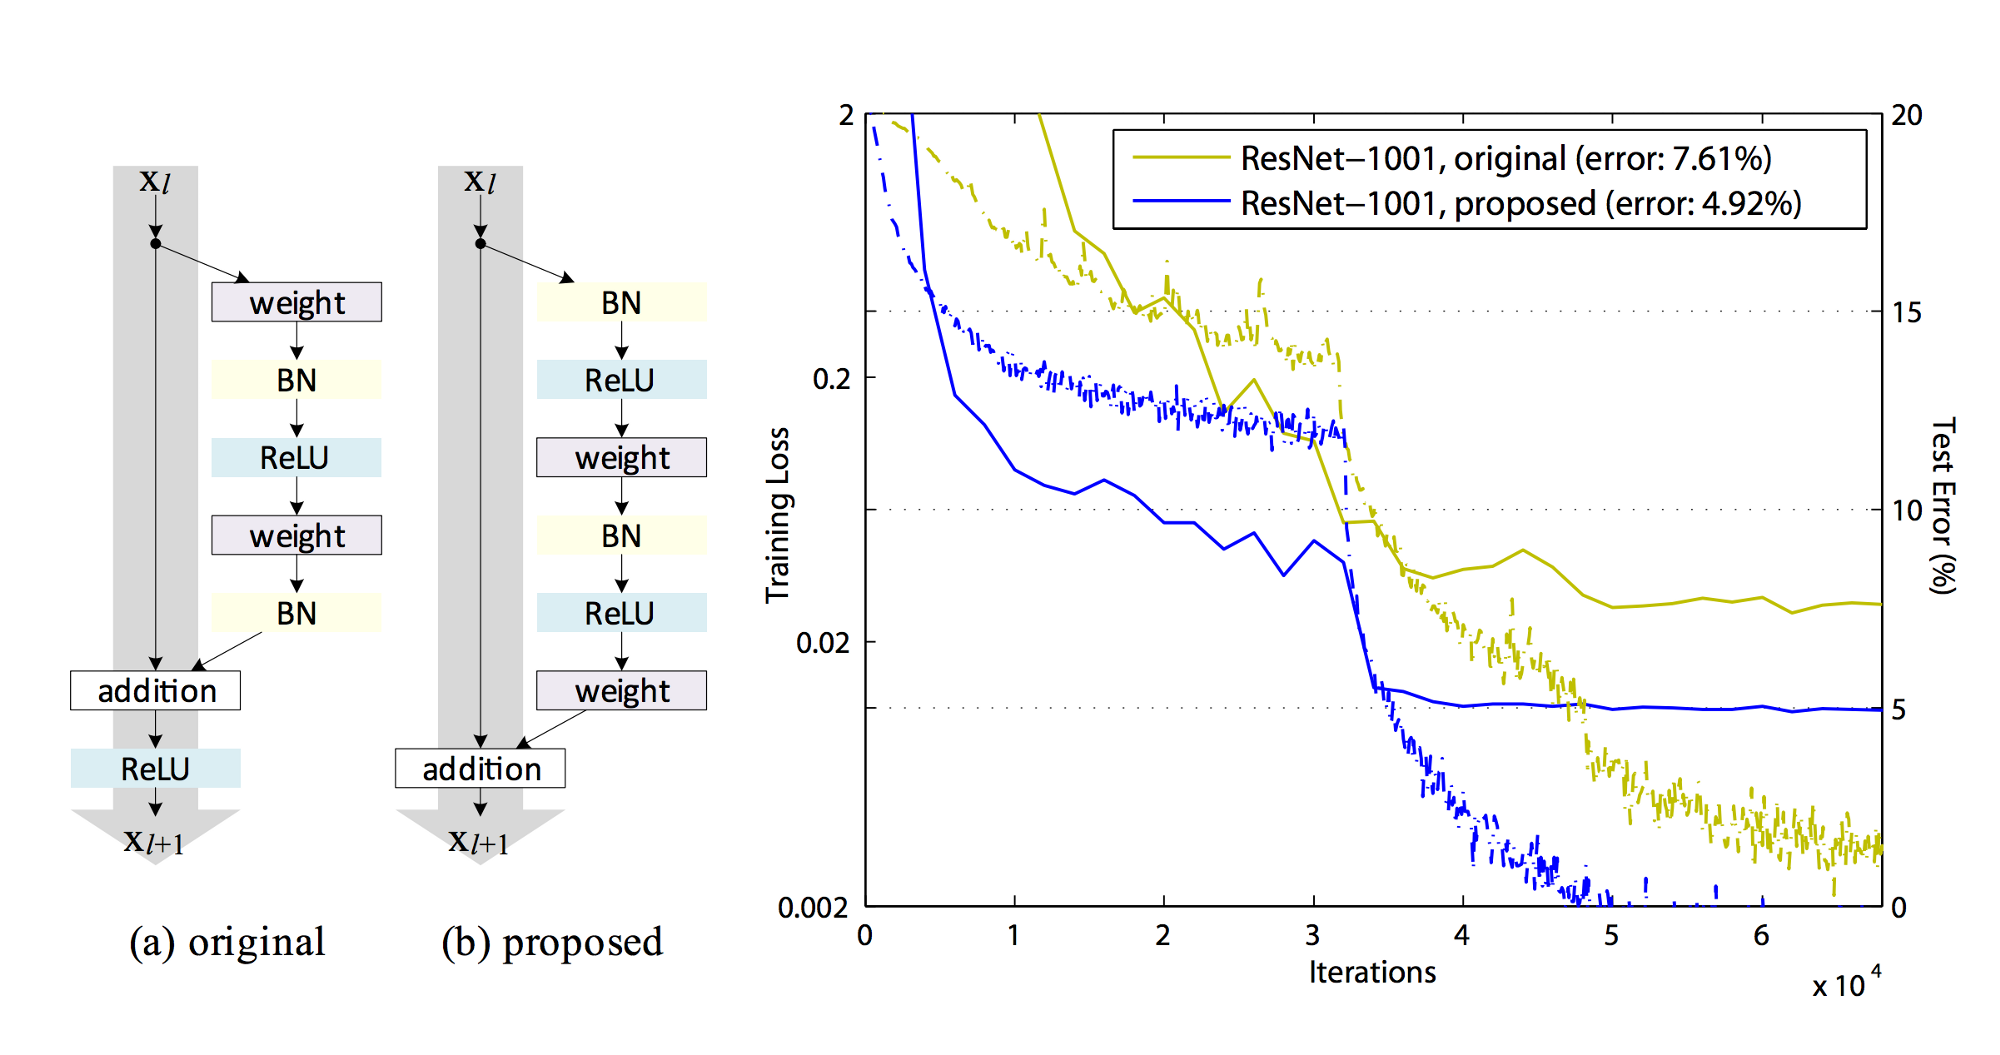 x_l
weight
BN
ReLU
weight
BN
addition
ReLU
x_{l+1}
(a) original
x_l
BN
ReLU
weight
BN
ReLU
weight
addition
x_{l+1}
(b) proposed
ResNet−1001, original (error: 7.61%)
ResNet−1001, proposed (error: 4.92%)
Training Loss
2
0.2
0.02
0.002
Test Error (%)
20
15
10
5
0
0 1 2 3 4 5 6
Iterations
x 10^4